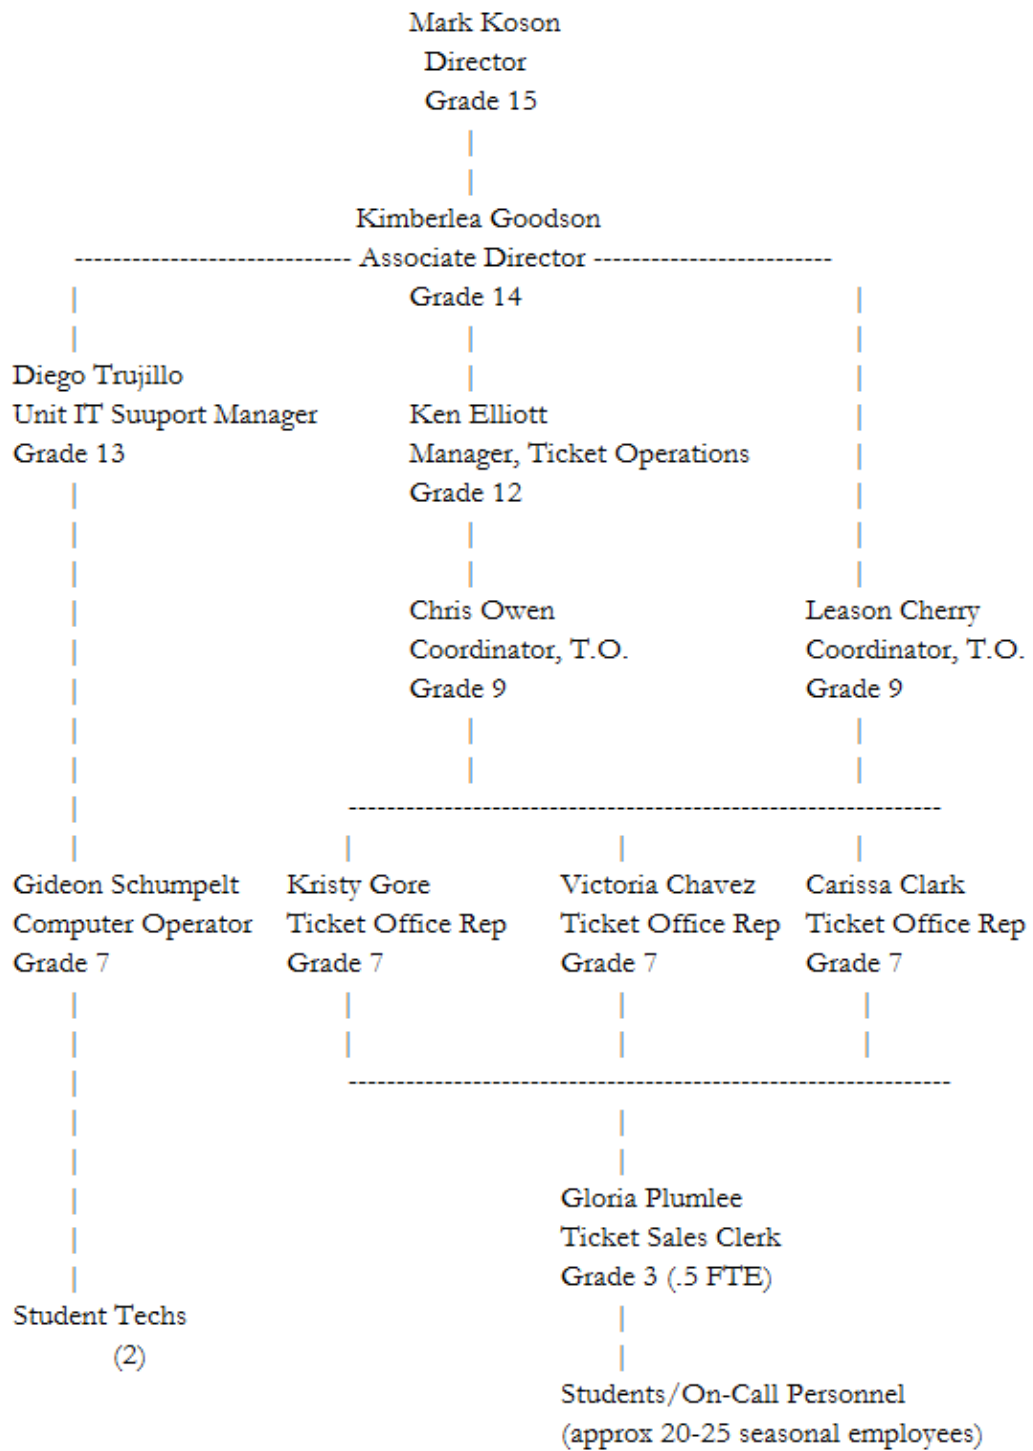 Mark Koson
Director
Grade 15
Kimberlea Goodson
Associate Director
Grade 14
Diego Trujillo
Unit IT Suuport Manager
Grade 13
Ken Elliott
Manager, Ticket Operations
Grade 12
Chris Owen
Coordinator, T.O.
Grade 9
Leason Cherry
Coordinator, T.O.
Grade 9
Gideon Schumpelt
Computer Operator
Grade 7
Kristy Gore
Ticket Office Rep
Grade 7
Victoria Chavez
Ticket Office Rep
Grade 7
Carissa Clark
Ticket Office Rep
Grade 7
Gloria Plumlee
Ticket Sales Clerk
Grade 3 (.5 FTE)
Student Techs
(2)
Students/On-Call Personnel
(approx 20-25 seasonal employees)